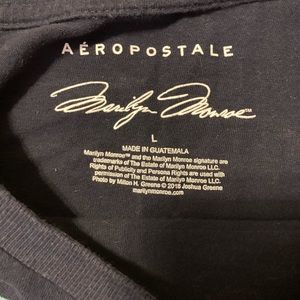 AÉROPOSTALE
Marilyn Monroe™
L
MADE IN GUATEMALA
Marilyn Monroe™ and the Marilyn Monroe signature are
trademarks of The Estate of Marilyn Monroe LLC.
Rights of Publicity and Persona Rights are used with
permission of The Estate of Marilyn Monroe LLC.
Photo by Milton H. Greene © 2015 Joshua Greene
marilynmonroe.com